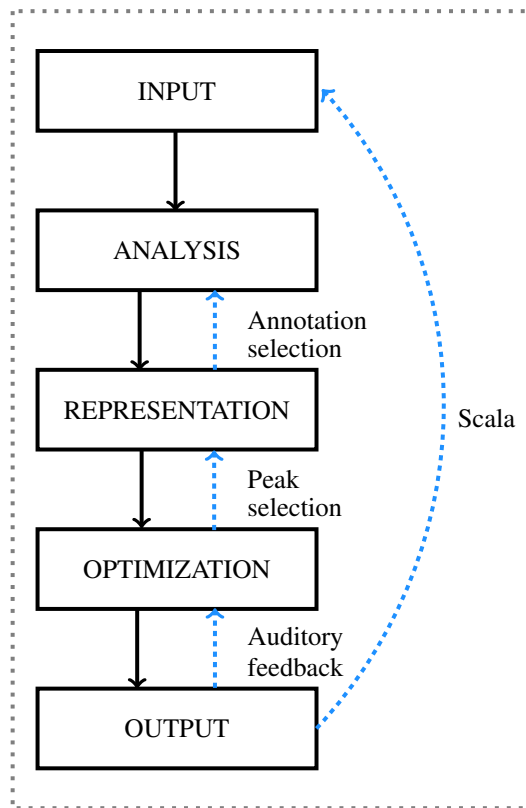 INPUT
ANALYSIS
Annotation
selection
REPRESENTATION
Scala
Peak
selection
OPTIMIZATION
Auditory
feedback
OUTPUT